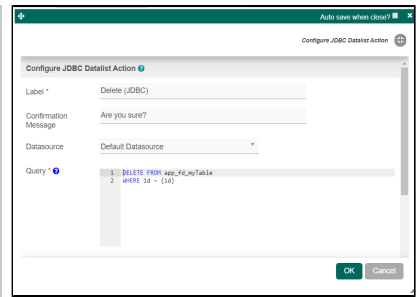 Auto save when close?
Configure JDBC Datalist Action
Configure JDBC Datalist Action
Label *
Delete (JDBC)
Confirmation
Message
Are you sure?
Datasource
Default Datasource
Query *
1 DELETE FROM app_fd_myTable
2 WHERE id = {id}
OK
Cancel